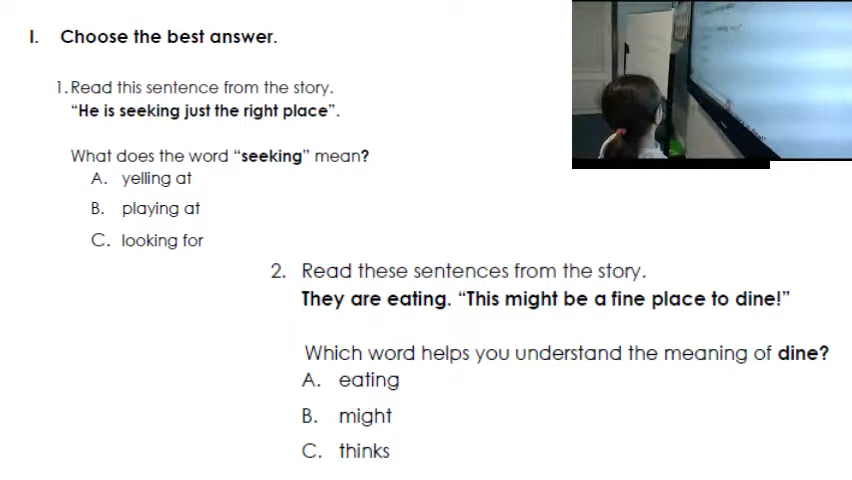 I. Choose the best answer.
1. Read this sentence from the story.
“He is seeking just the right place”.
What does the word “seeking” mean?
A. yelling at
B. playing at
C. looking for
2. Read these sentences from the story.
They are eating. “This might be a fine place to dine!”
Which word helps you understand the meaning of dine?
A. eating
B. might
C. thinks